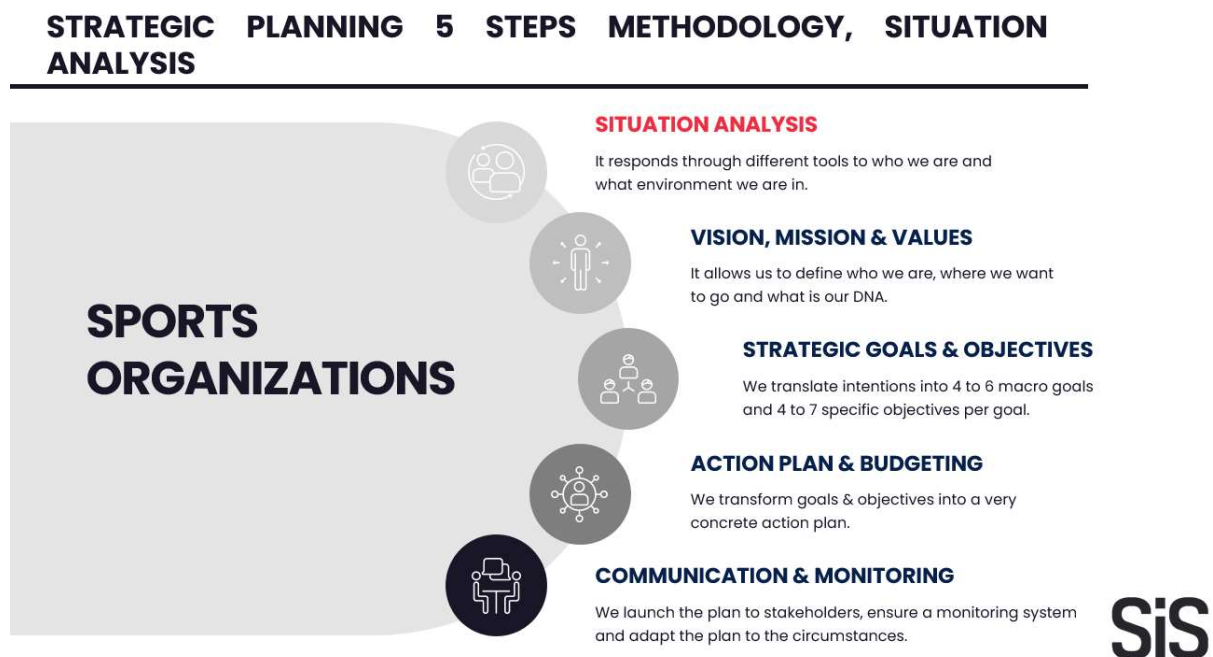 STRATEGIC PLANNING 5 STEPS METHODOLOGY, SITUATION
ANALYSIS
SITUATION ANALYSIS
It responds through different tools to who we are and
what environment we are in.
VISION, MISSION & VALUES
It allows us to define who we are, where we want
to go and what is our DNA.
SPORTS
ORGANIZATIONS
STRATEGIC GOALS & OBJECTIVES
We translate intentions into 4 to 6 macro goals
and 4 to 7 specific objectives per goal.
ACTION PLAN & BUDGETING
We transform goals & objectives into a very
concrete action plan.
COMMUNICATION & MONITORING
We launch the plan to stakeholders, ensure a monitoring system
and adapt the plan to the circumstances.
SiS